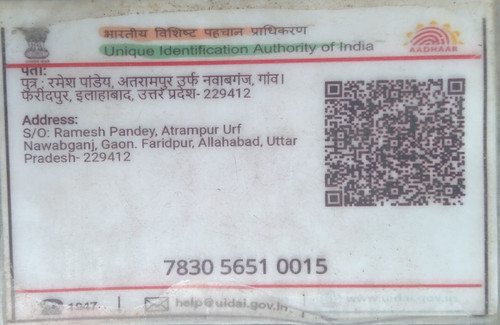 भारतीय विशिष्ट पहचान प्राधिकरण
Unique Identification Authority of India
AADHAAR
पता:
पुत्र : रमेश पांडेय, अतरामपुर उर्फ नवाबगंज, गांव।
फरीदपुर, इलाहाबाद, उत्तर प्रदेश- 229412
Address:
S/O: Ramesh Pandey, Atrampur Urf
Nawabganj, Gaon. Faridpur, Allahabad, Uttar
Pradesh- 229412
7830 5651 0015
1947
help@uidai.gov.in